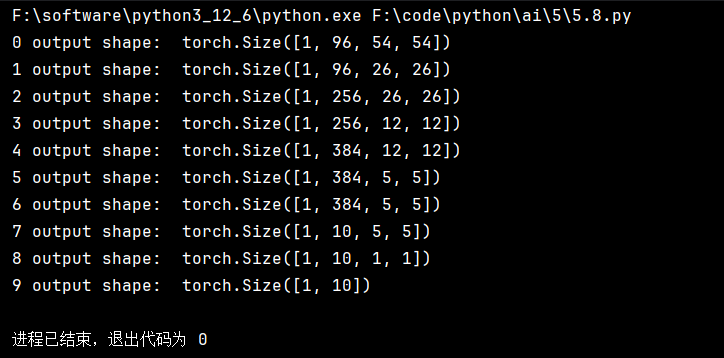 F:\software\python3_12_6\python.exe F:\code\python\ai\5\5.8.py
0 output shape:  torch.Size([1, 96, 54, 54])
1 output shape:  torch.Size([1, 96, 26, 26])
2 output shape:  torch.Size([1, 256, 26, 26])
3 output shape:  torch.Size([1, 256, 12, 12])
4 output shape:  torch.Size([1, 384, 12, 12])
5 output shape:  torch.Size([1, 384, 5, 5])
6 output shape:  torch.Size([1, 384, 5, 5])
7 output shape:  torch.Size([1, 10, 5, 5])
8 output shape:  torch.Size([1, 10, 1, 1])
9 output shape:  torch.Size([1, 10])
进程已结束，退出代码为 0